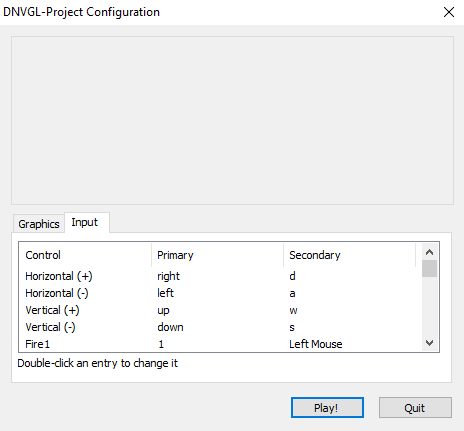 DNVGL-Project Configuration
Graphics Input
Control Primary Secondary
Horizontal (+) right d
Horizontal (-) left a
Vertical (+) up w
Vertical (-) down s
Fire1 1 Left Mouse
Double-click an entry to change it
Play! Quit